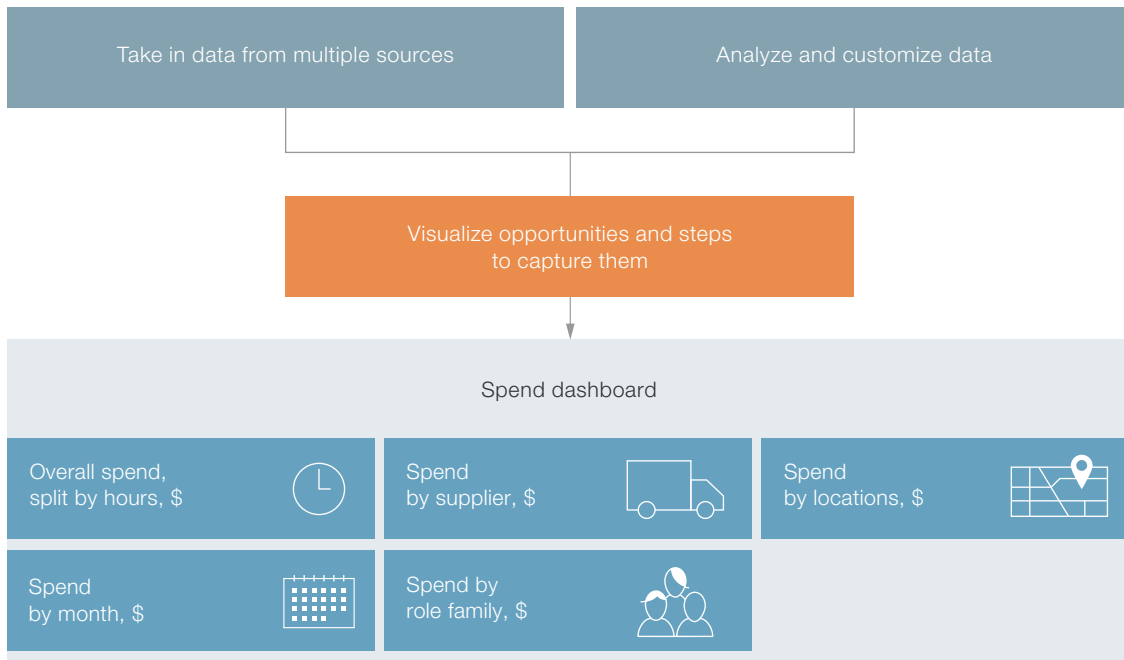 Take in data from multiple sources
Analyze and customize data
Visualize opportunities and steps
to capture them
Spend dashboard
Overall spend,
split by hours, $
Spend
by supplier, $
Spend
by locations, $
Spend
by month, $
Spend by
role family, $